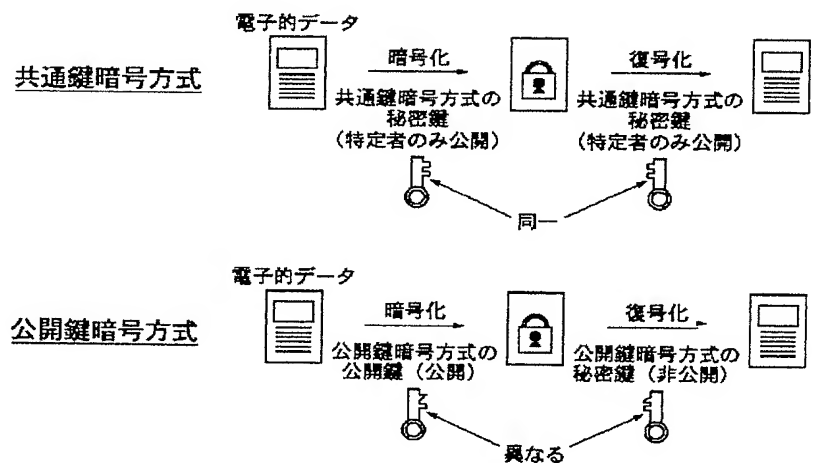 電子的データ
共通鍵暗号方式
暗号化
復号化
共通鍵暗号方式の
秘密鍵
(特定者のみ公開)
共通鍵暗号方式の
秘密鍵
(特定者のみ公開)
同一
電子的データ
公開鍵暗号方式
暗号化
復号化
公開鍵暗号方式の
公開鍵(公開)
公開鍵暗号方式の
秘密鍵(非公開)
異なる